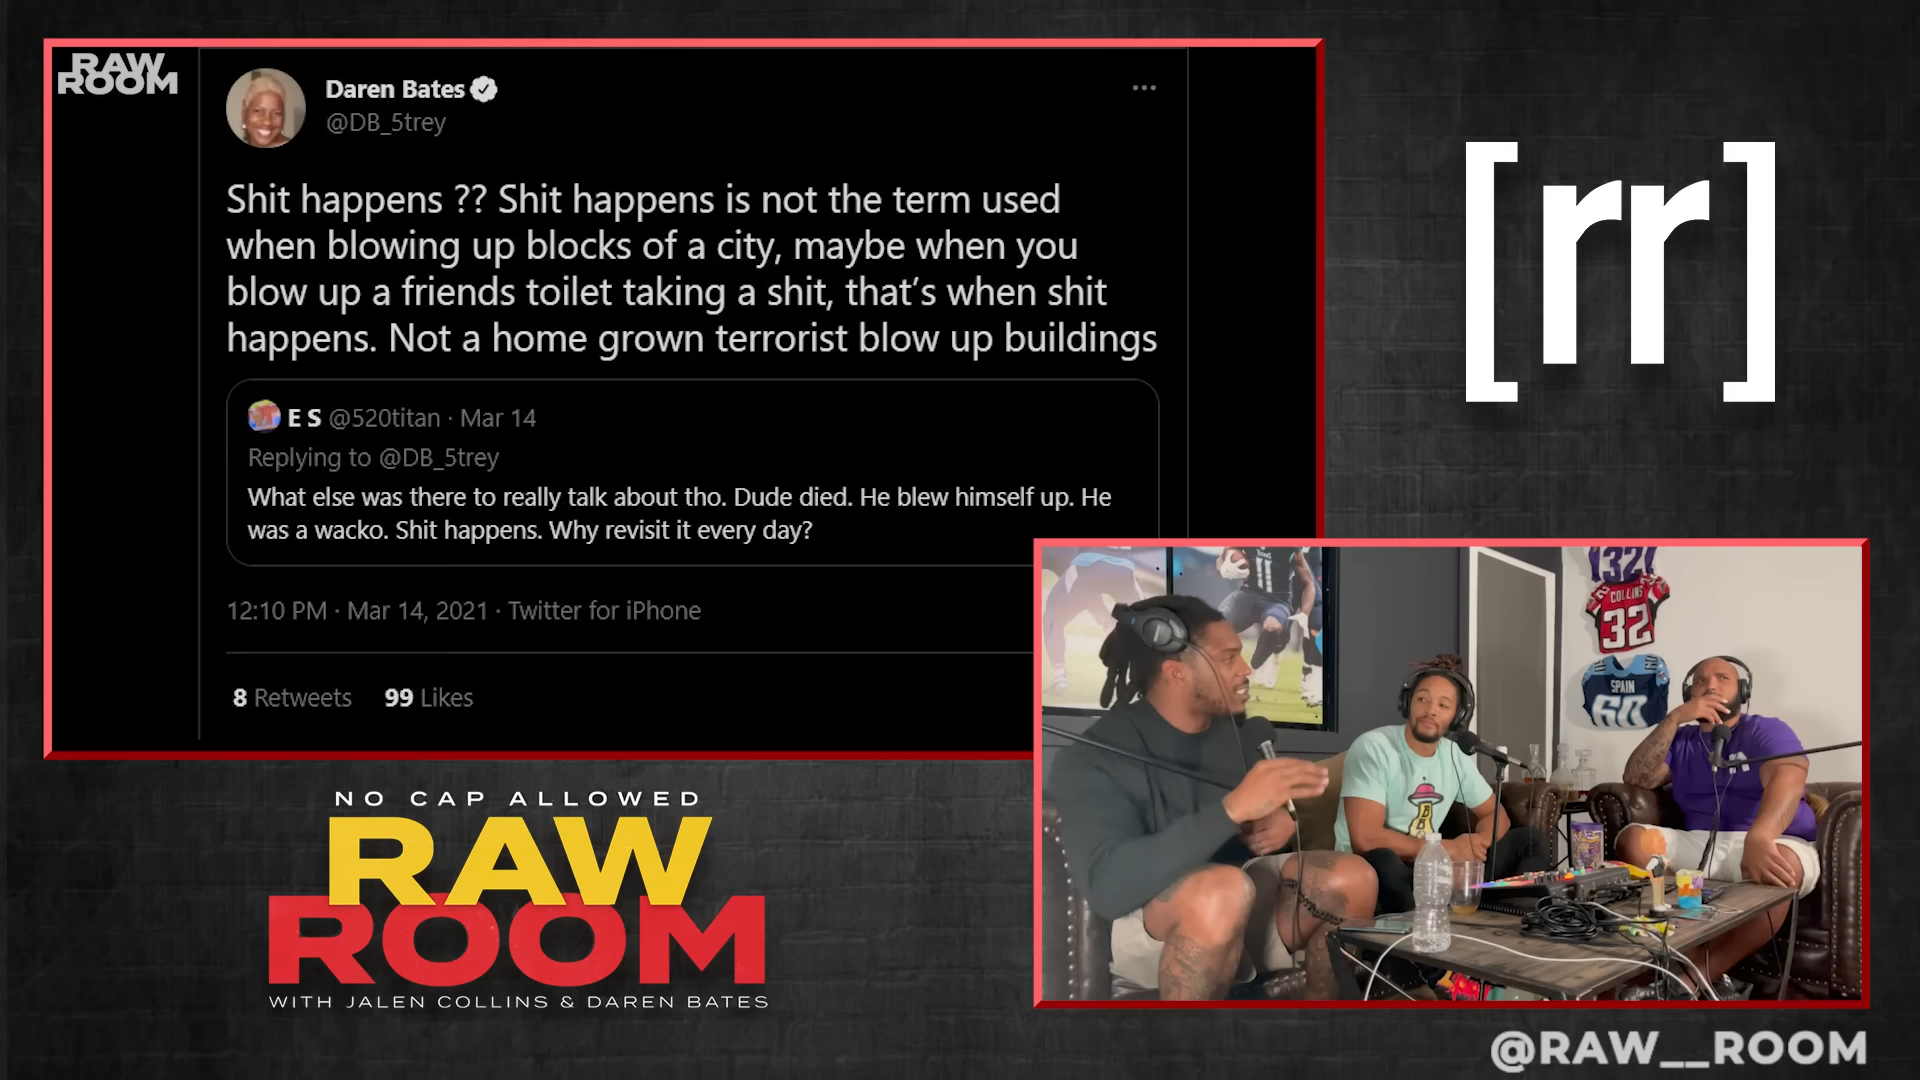 RAW
ROOM
Daren Bates
@DB_5trey
Shit happens ?? Shit happens is not the term used
when blowing up blocks of a city, maybe when you
blow up a friends toilet taking a shit, that’s when shit
happens. Not a home grown terrorist blow up buildings
E S @520titan · Mar 14
Replying to @DB_5trey
What else was there to really talk about tho. Dude died. He blew himself up. He
was a wacko. Shit happens. Why revisit it every day?
12:10 PM · Mar 14, 2021 · Twitter for iPhone
8 Retweets 99 Likes
[rr]
11
32
COLLINS
32
SPAIN
60
NO CAP ALLOWED
RAW
ROOM
WITH JALEN COLLINS & DAREN BATES
@RAW__ROOM